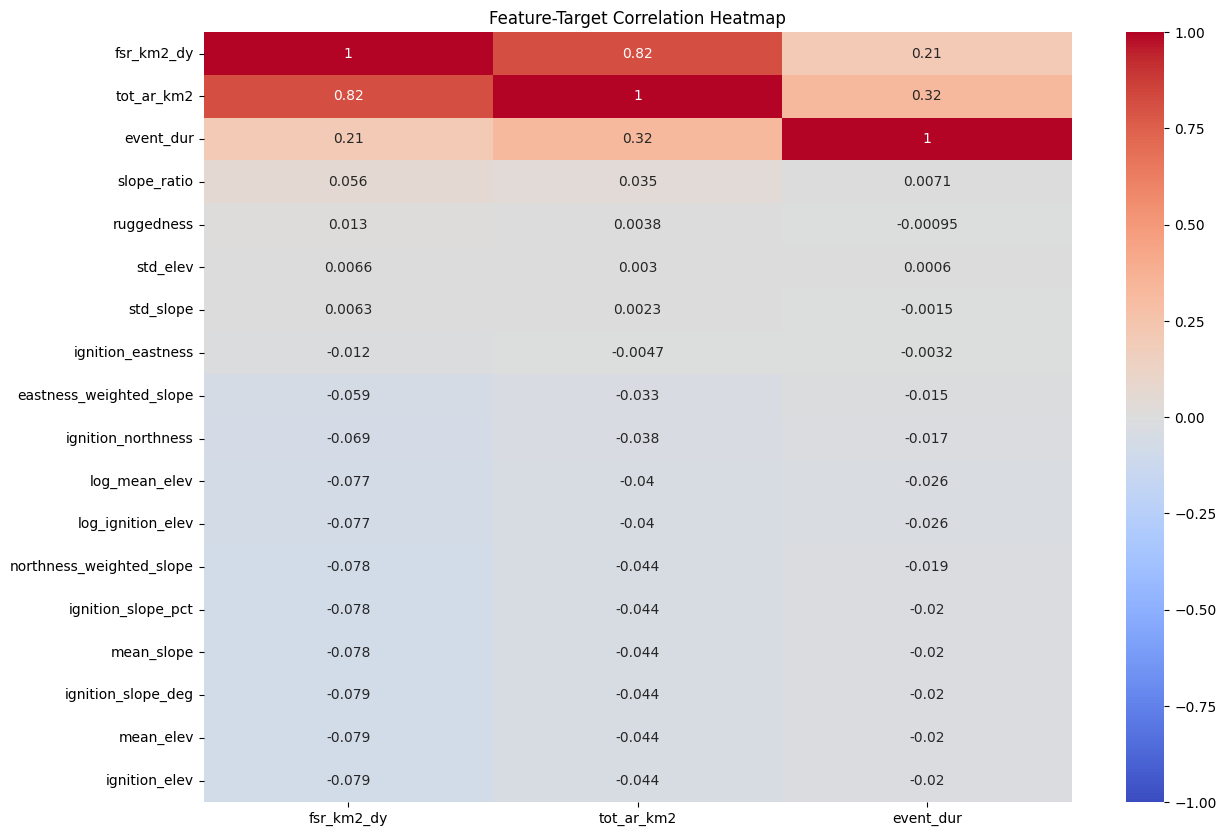 Feature-Target Correlation Heatmap
fsr_km2_dy 1 0.82 0.21
tot_ar_km2 0.82 1 0.32
event_dur 0.21 0.32 1
slope_ratio 0.056 0.035 0.0071
ruggedness 0.013 0.0038 -0.00095
std_elev 0.0066 0.003 0.0006
std_slope 0.0063 0.0023 -0.0015
ignition_eastness -0.012 -0.0047 -0.0032
eastness_weighted_slope -0.059 -0.033 -0.015
ignition_northness -0.069 -0.038 -0.017
log_mean_elev -0.077 -0.04 -0.026
log_ignition_elev -0.077 -0.04 -0.026
northness_weighted_slope -0.078 -0.044 -0.019
ignition_slope_pct -0.078 -0.044 -0.02
mean_slope -0.078 -0.044 -0.02
ignition_slope_deg -0.079 -0.044 -0.02
mean_elev -0.079 -0.044 -0.02
ignition_elev -0.079 -0.044 -0.02
fsr_km2_dy tot_ar_km2 event_dur
1.00
0.75
0.50
0.25
0.00
−0.25
−0.50
−0.75
−1.00